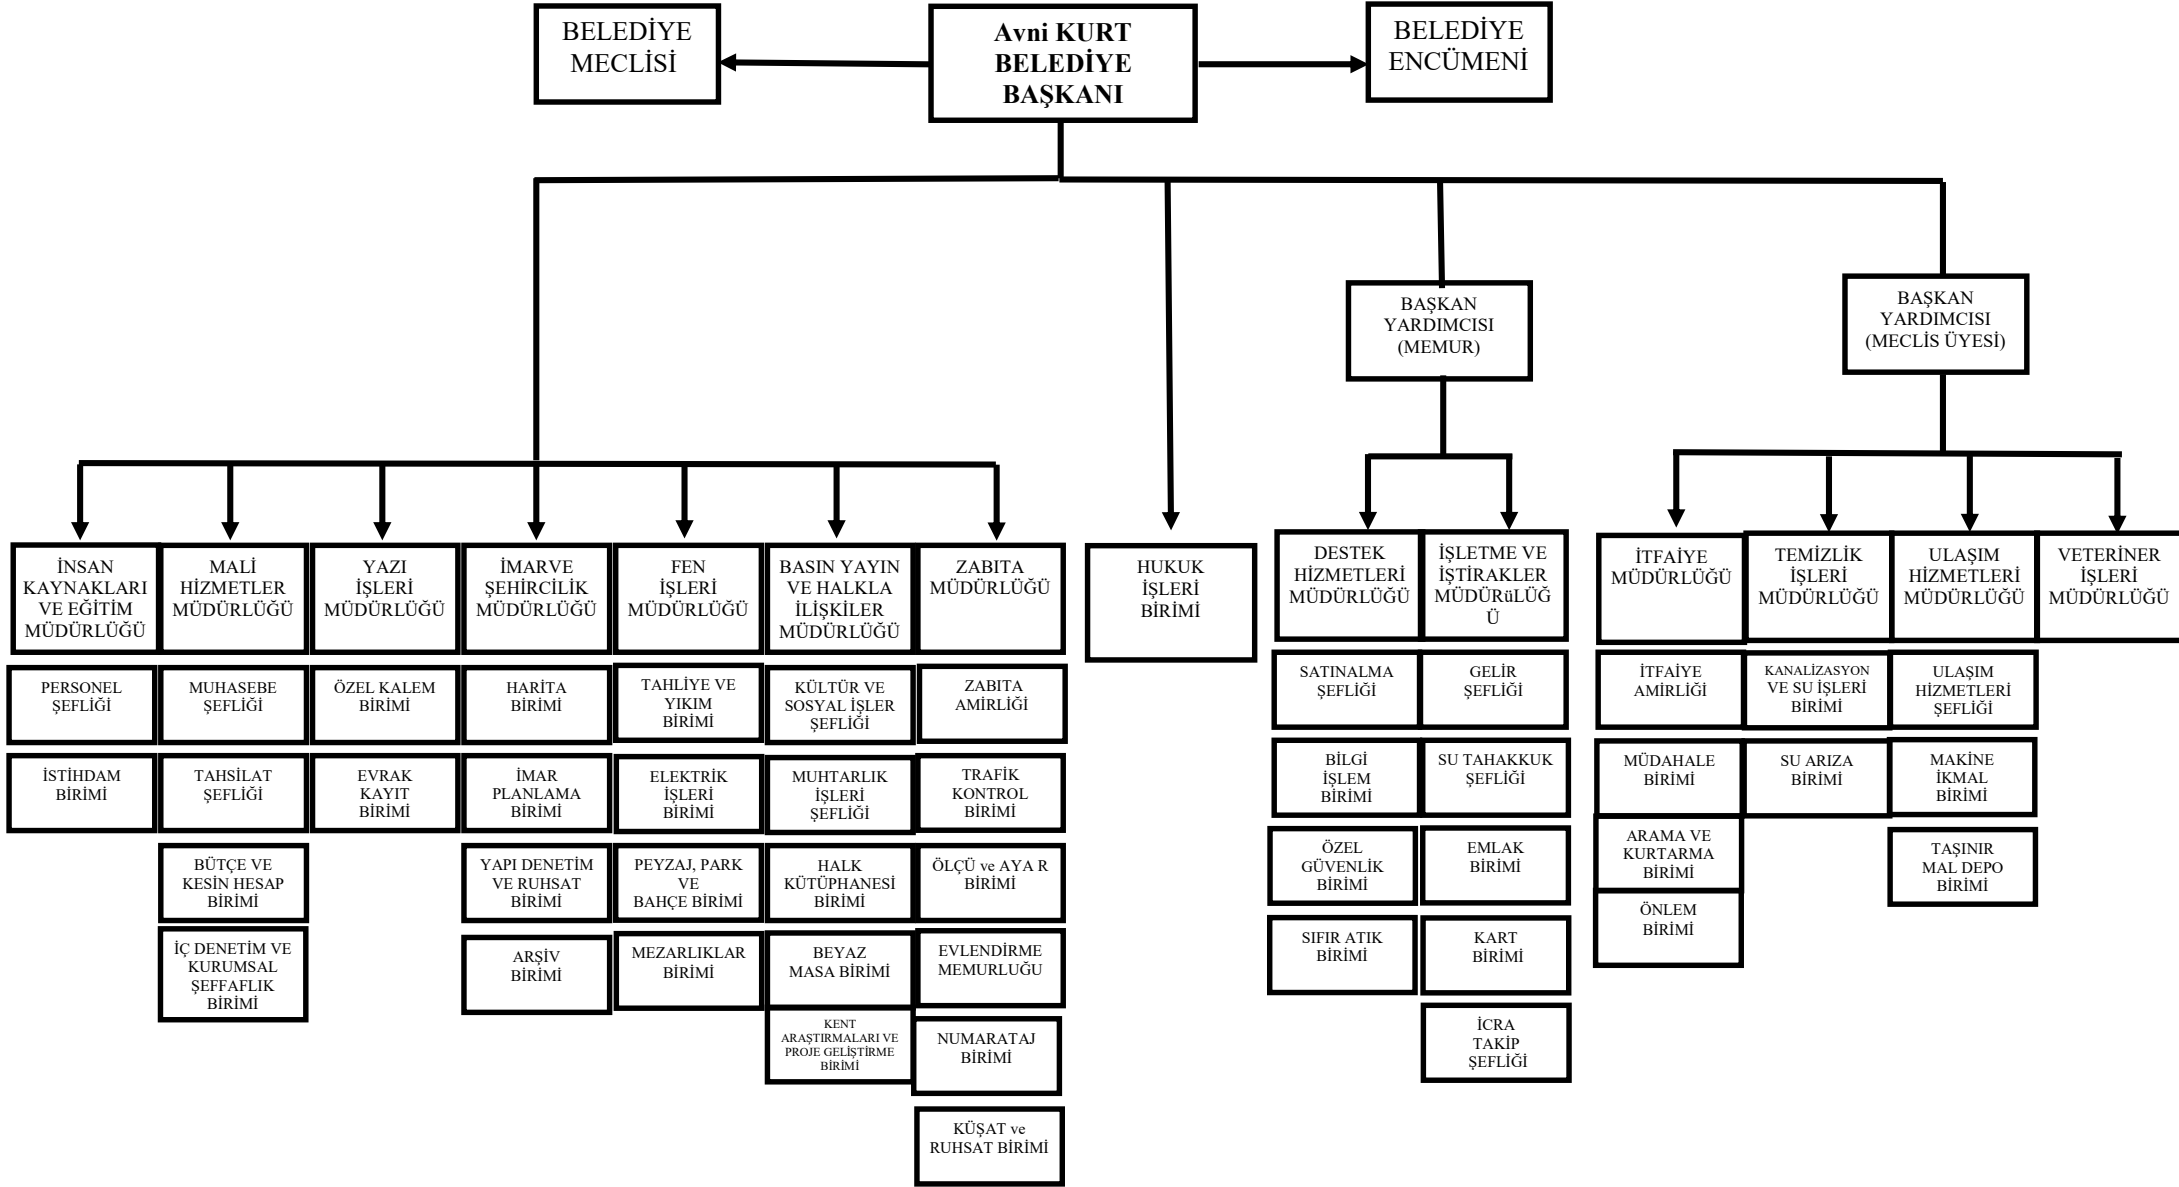 BELEDİYE
MECLİSİ
Avni KURT
BELEDİYE
BAŞKANI
BELEDİYE
ENCÜMENİ
BAŞKAN
YARDIMCISI
(MEMUR)
BAŞKAN
YARDIMCISI
(MECLİS ÜYESİ)
İNSAN
KAYNAKLARI
VE EĞİTİM
MÜDÜRLÜĞÜ
MALİ
HİZMETLER
MÜDÜRLÜĞÜ
YAZI
İŞLERİ
MÜDÜRLÜĞÜ
İMARVE
ŞEHİRCİLİK
MÜDÜRLÜĞÜ
FEN
İŞLERİ
MÜDÜRLÜĞÜ
BASIN YAYIN
VE HALKLA
İLİŞKİLER
MÜDÜRLÜĞÜ
ZABITA
MÜDÜRLÜĞÜ
HUKUK
İŞLERİ
BİRİMİ
DESTEK
HİZMETLERİ
MÜDÜRLÜĞÜ
İŞLETME VE
İŞTİRAKLER
MÜDÜRüLÜĞ
Ü
İTFAİYE
MÜDÜRLÜĞÜ
TEMİZLİK
İŞLERİ
MÜDÜRLÜĞÜ
ULAŞIM
HİZMETLERİ
MÜDÜRLÜĞÜ
VETERİNER
İŞLERİ
MÜDÜRLÜĞÜ
PERSONEL
ŞEFLİĞİ
MUHASEBE
ŞEFLİĞİ
ÖZEL KALEM
BİRİMİ
HARİTA
BİRİMİ
TAHLİYE VE
YIKIM
BİRİMİ
KÜLTÜR VE
SOSYAL İŞLER
ŞEFLİĞİ
ZABITA
AMİRLİĞİ
SATINALMA
ŞEFLİĞİ
GELİR
ŞEFLİĞİ
İTFAİYE
AMİRLİĞİ
KANALİZASYON
VE SU İŞLERİ
BİRİMİ
ULAŞIM
HİZMETLERİ
ŞEFLİĞİ
İSTİHDAM
BİRİMİ
TAHSİLAT
ŞEFLİĞİ
EVRAK
KAYIT
BİRİMİ
İMAR
PLANLAMA
BİRİMİ
ELEKTRİK
İŞLERİ
BİRİMİ
MUHTARLIK
İŞLERİ
ŞEFLİĞİ
TRAFİK
KONTROL
BİRİMİ
BİLGİ
İŞLEM
BİRİMİ
SU TAHAKKUK
ŞEFLİĞİ
MÜDAHALE
BİRİMİ
SU ARIZA
BİRİMİ
MAKİNE
İKMAL
BİRİMİ
BÜTÇE VE
KESİN HESAP
BİRİMİ
YAPI DENETİM
VE RUHSAT
BİRİMİ
PEYZAJ, PARK
VE
BAHÇE BİRİMİ
HALK
KÜTÜPHANESİ
BİRİMİ
ÖLÇÜ ve AYA R
BİRİMİ
ÖZEL
GÜVENLİK
BİRİMİ
EMLAK
BİRİMİ
ARAMA VE
KURTARMA
BİRİMİ
TAŞINIR
MAL DEPO
BİRİMİ
İÇ DENETİM VE
KURUMSAL
ŞEFFAFLIK
BİRİMİ
ARŞİV
BİRİMİ
MEZARLIKLAR
BİRİMİ
BEYAZ
MASA BİRİMİ
EVLENDİRME
MEMURLUĞU
SIFIR ATIK
BİRİMİ
KART
BİRİMİ
ÖNLEM
BİRİMİ
KENT
ARAŞTIRMALARI VE
PROJE GELİŞTİRME
BİRİMİ
NUMARATAJ
BİRİMİ
İCRA
TAKİP
ŞEFLİĞİ
KÜŞAT ve
RUHSAT BİRİMİ